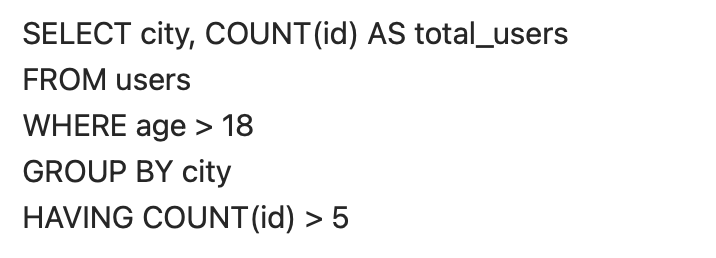 SELECT city, COUNT(id) AS total_users
FROM users
WHERE age > 18
GROUP BY city
HAVING COUNT(id) > 5